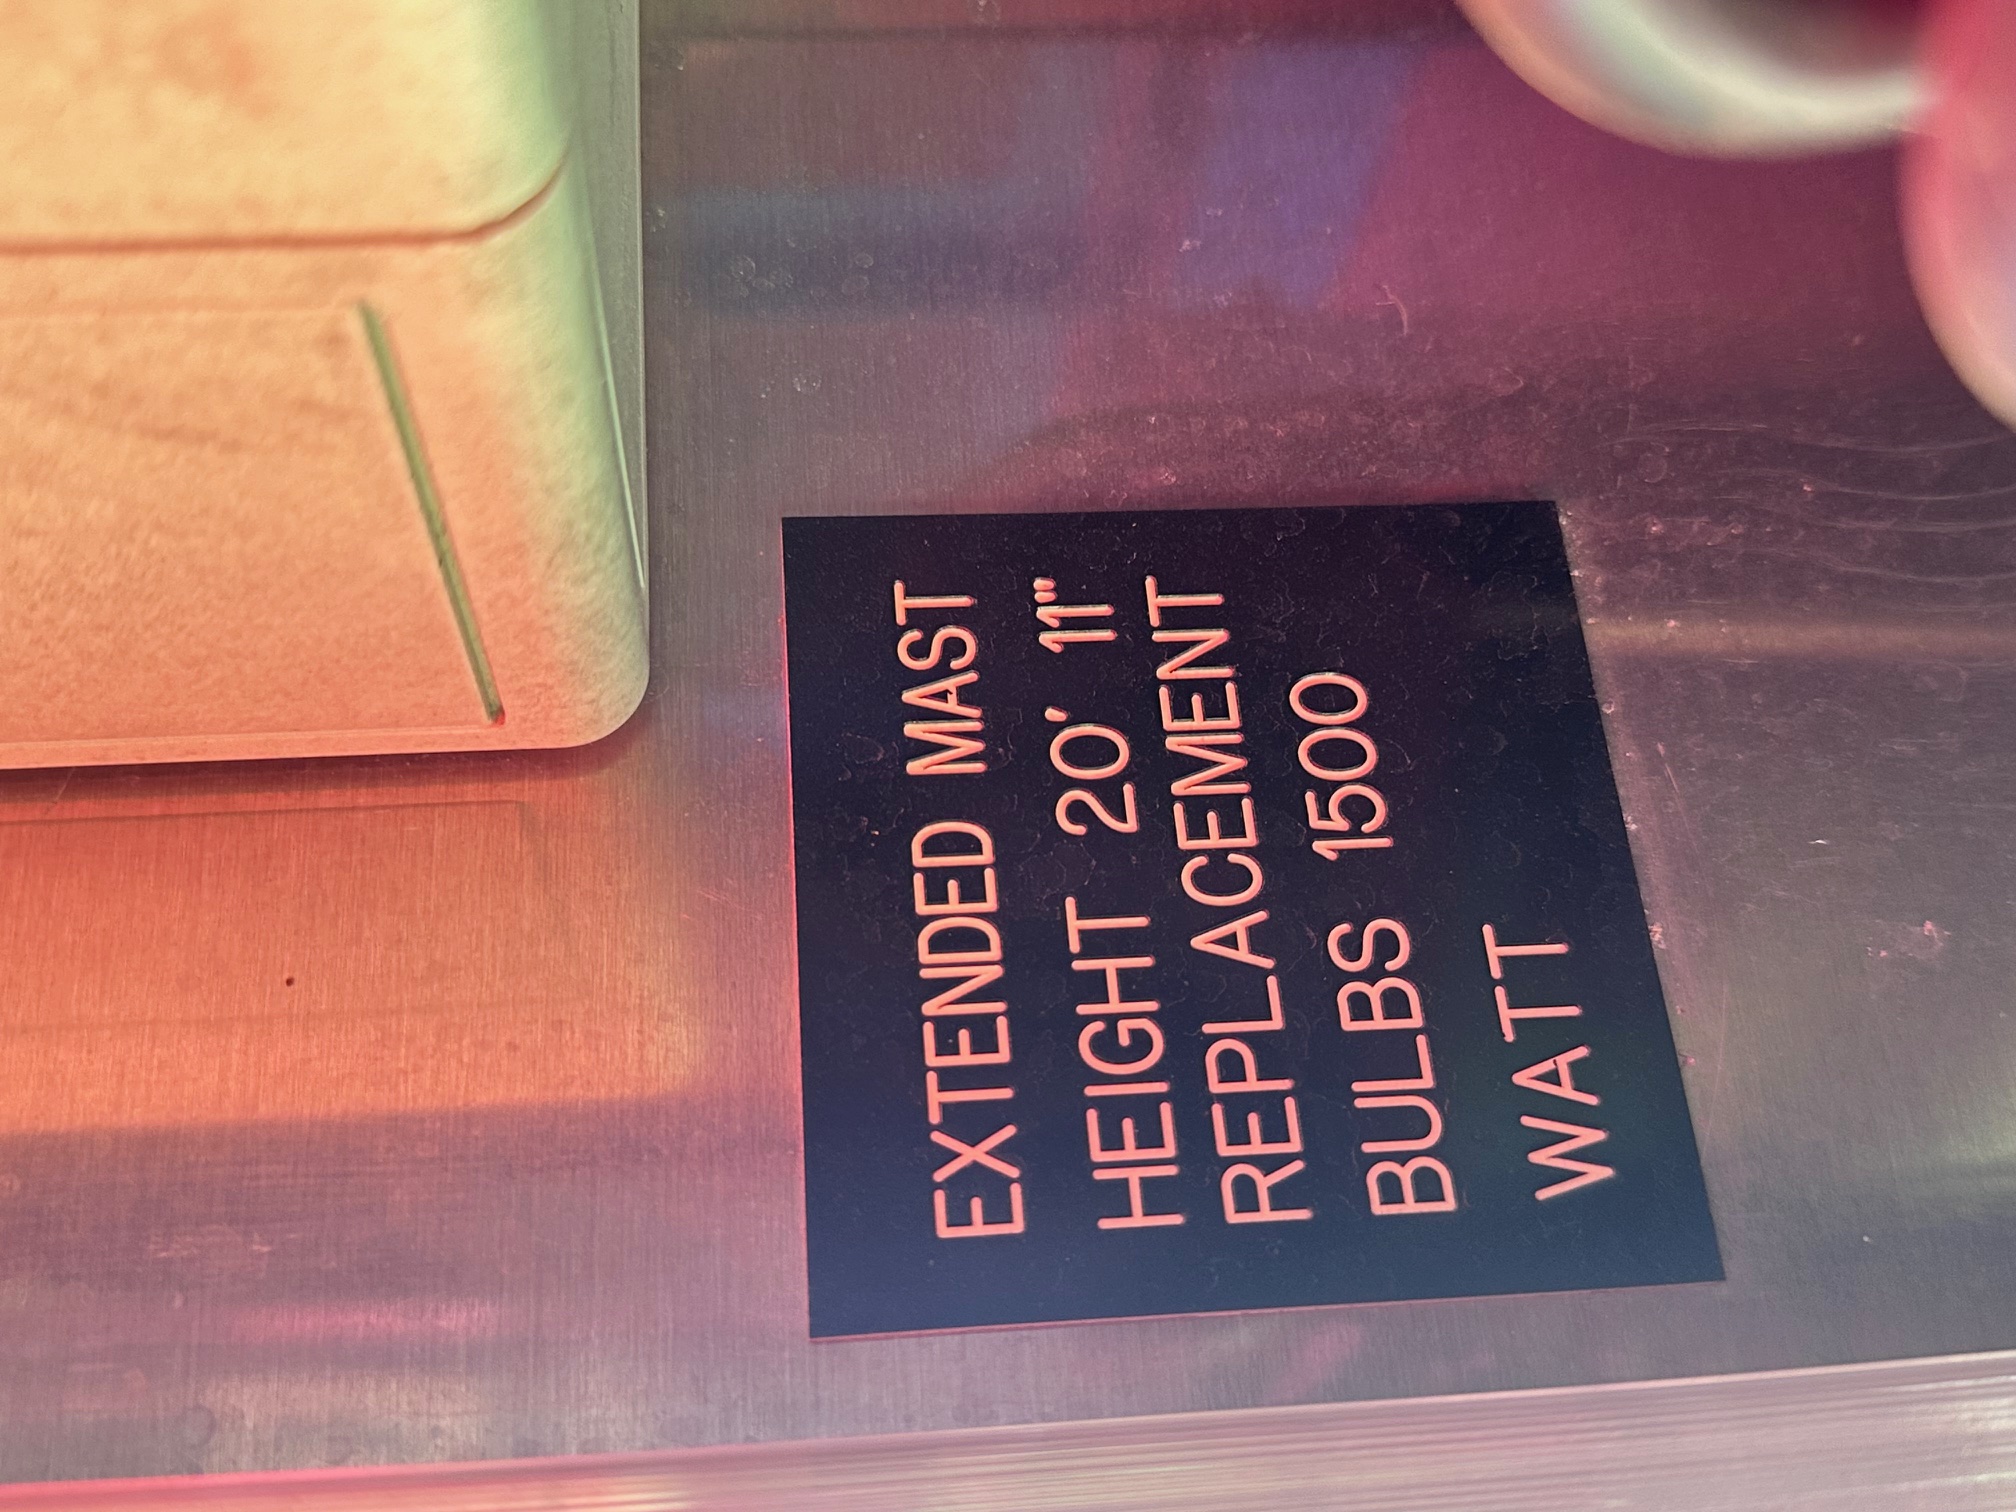 EXTENDED MAST
HEIGHT 20' 11"
REPLACEMENT
BULBS 1500
WATT